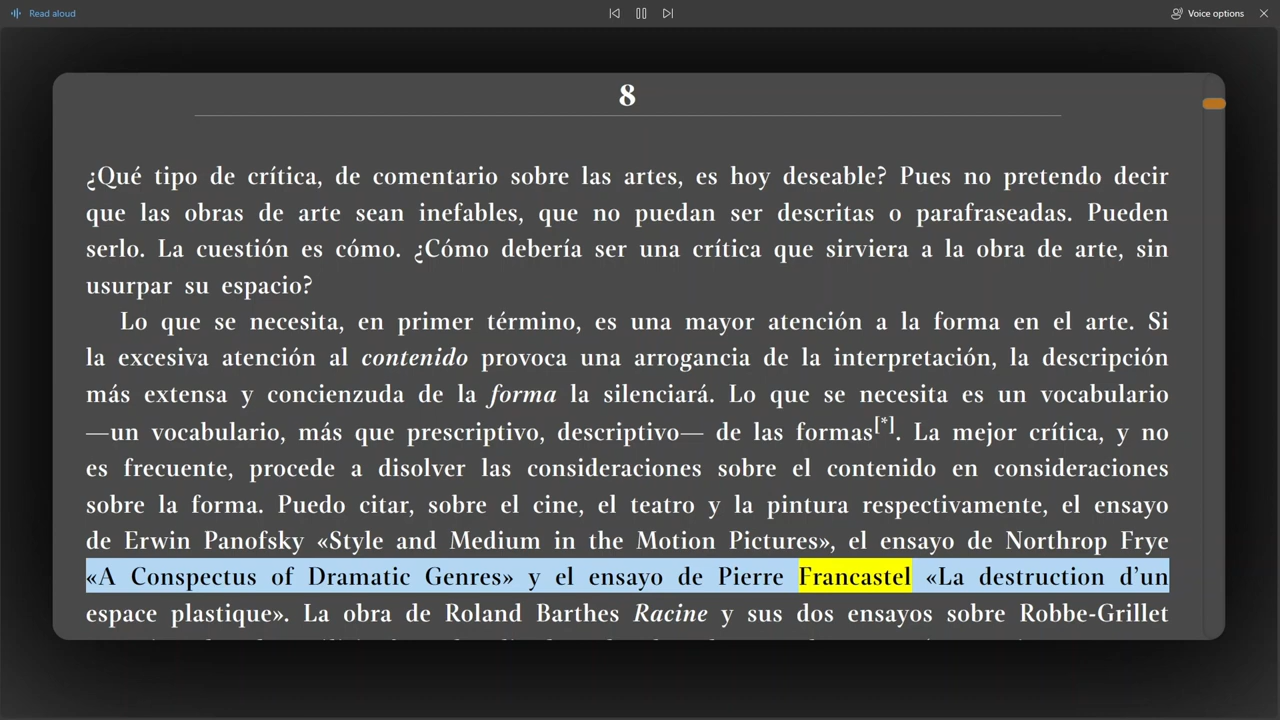 Read aloud
Voice options
8
¿Qué tipo de crítica, de comentario sobre las artes, es hoy deseable? Pues no pretendo decir
que las obras de arte sean inefables, que no puedan ser descritas o parafraseadas. Pueden
serlo. La cuestión es cómo. ¿Cómo debería ser una crítica que sirviera a la obra de arte, sin
usurpar su espacio?
Lo que se necesita, en primer término, es una mayor atención a la forma en el arte. Si
la excesiva atención al contenido provoca una arrogancia de la interpretación, la descripción
más extensa y concienzuda de la forma la silenciará. Lo que se necesita es un vocabulario
—un vocabulario, más que prescriptivo, descriptivo— de las formas[*]. La mejor crítica, y no
es frecuente, procede a disolver las consideraciones sobre el contenido en consideraciones
sobre la forma. Puedo citar, sobre el cine, el teatro y la pintura respectivamente, el ensayo
de Erwin Panofsky «Style and Medium in the Motion Pictures», el ensayo de Northrop Frye
«A Conspectus of Dramatic Genres» y el ensayo de Pierre Francastel «La destruction d’un
espace plastique». La obra de Roland Barthes Racine y sus dos ensayos sobre Robbe-Grillet